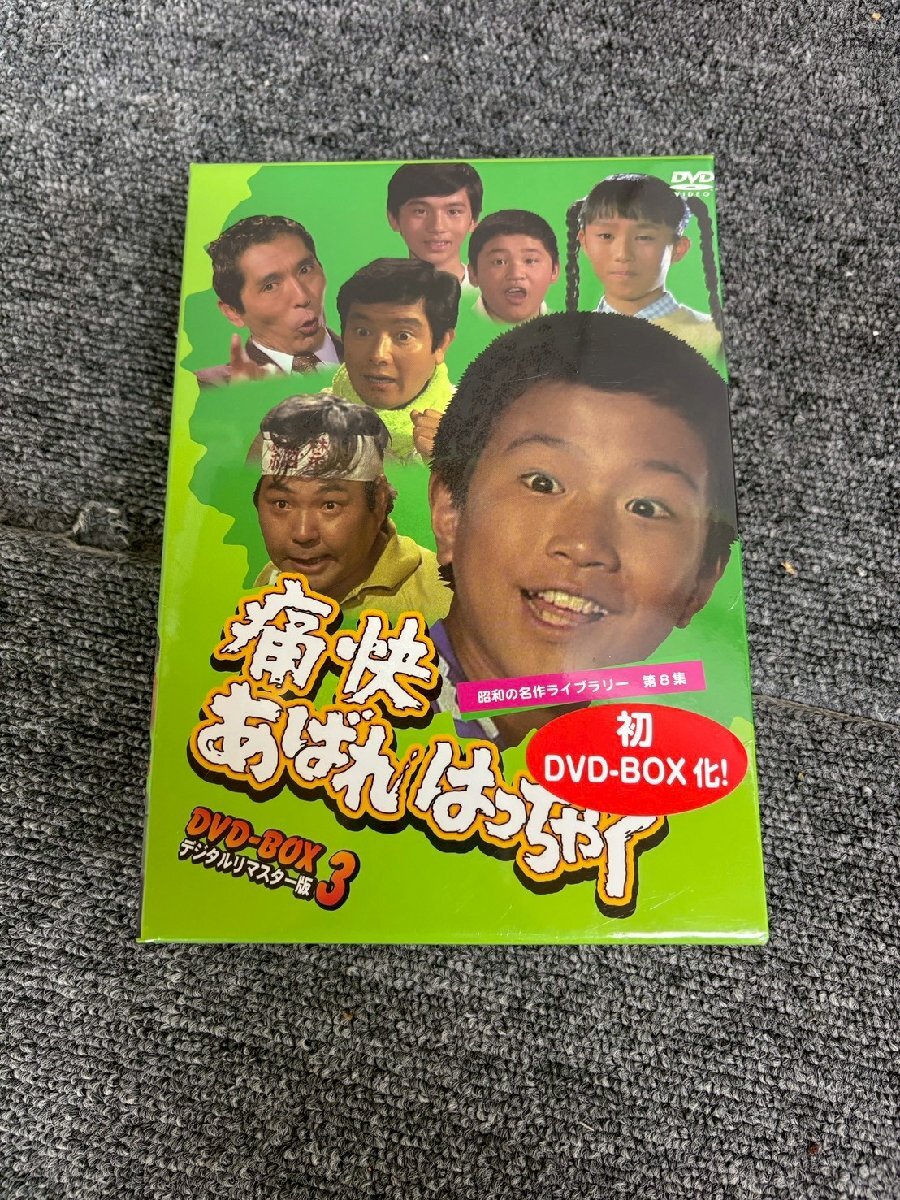 DVD
VIDEO
痛快
あばれはっちゃく
昭和の名作ライブラリー 第8集
初
DVD-BOX化!
DVD-BOX 3
デジタルリマスター版